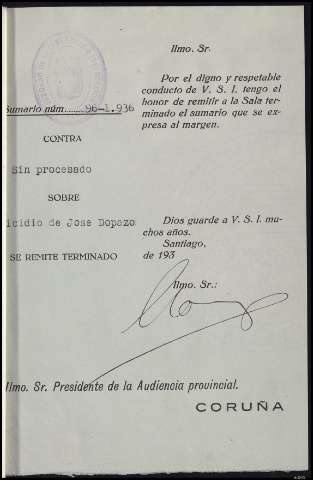 Ilmo. Sr.
Por el digno y respetable
conducto de V. S. I. tengo el
honor de remitir a la Sala ter-
minado el sumario que se ex-
presa al margen.
Sumario núm. 96-1.936
CONTRA
Sin procesado
SOBRE
icidio de Jose Dopazo
SE REMITE TERMINADO
Dios guarde a V. S. I. mu-
chos años.
Santiago,
de 193
Ilmo. Sr.:
Ilmo. Sr. Presidente de la Audiencia provincial.
CORUÑA